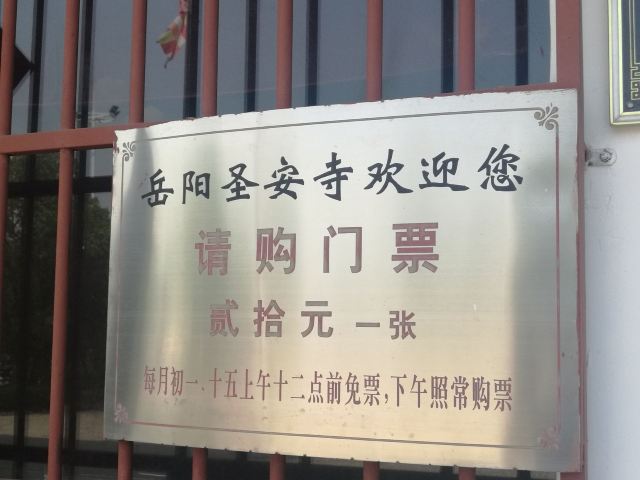 岳阳圣安寺欢迎您
请购门票
贰拾元一张
每月初一、十五上午十二点前免票,下午照常购票